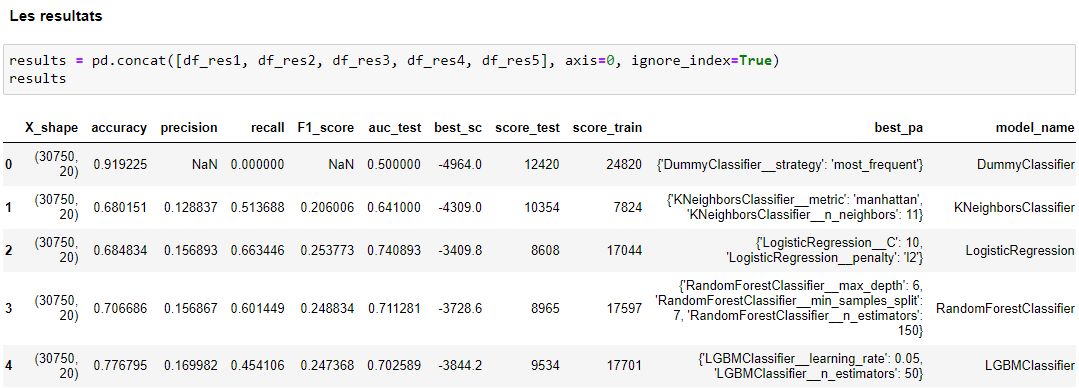 Les resultats
results = pd.concat([df_res1, df_res2, df_res3, df_res4, df_res5], axis=0, ignore_index=True)
results
X_shape accuracy precision recall F1_score auc_test best_sc score_test score_train best_pa model_name
0 (30750, 20) 0.919225 NaN 0.000000 NaN 0.500000 -4964.0 12420 24820 {'DummyClassifier__strategy': 'most_frequent'} DummyClassifier
1 (30750, 20) 0.680151 0.128837 0.513688 0.206006 0.641000 -4309.0 10354 7824 {'KNeighborsClassifier__metric': 'manhattan', 'KNeighborsClassifier__n_neighbors': 11} KNeighborsClassifier
2 (30750, 20) 0.684834 0.156893 0.663446 0.253773 0.740893 -3409.8 8608 17044 {'LogisticRegression__C': 10, 'LogisticRegression__penalty': 'l2'} LogisticRegression
3 (30750, 20) 0.706686 0.156867 0.601449 0.248834 0.711281 -3728.6 8965 17597 {'RandomForestClassifier__max_depth': 6, 'RandomForestClassifier__min_samples_split': 7, 'RandomForestClassifier__n_estimators': 150} RandomForestClassifier
4 (30750, 20) 0.776795 0.169982 0.454106 0.247368 0.702589 -3844.2 9534 17701 {'LGBMClassifier__learning_rate': 0.05, 'LGBMClassifier__n_estimators': 50} LGBMClassifier